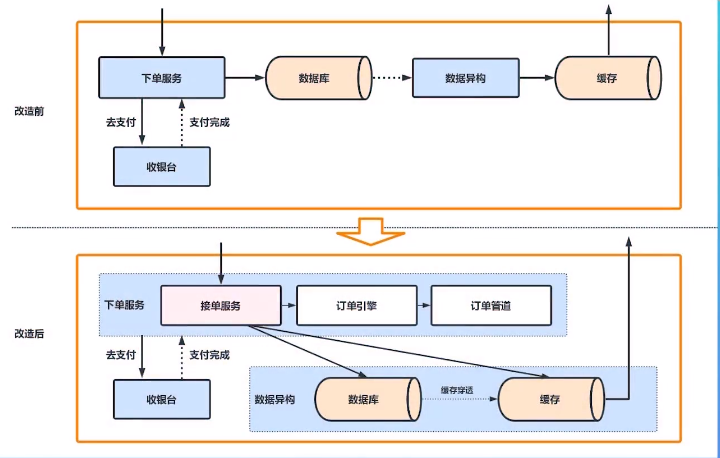 下单服务
数据库
数据异构
缓存
改造前
去支付
支付完成
收银台
下单服务
接单服务
订单引擎
订单管道
改造后
去支付
支付完成
收银台
数据异构
数据库
缓存穿透
缓存